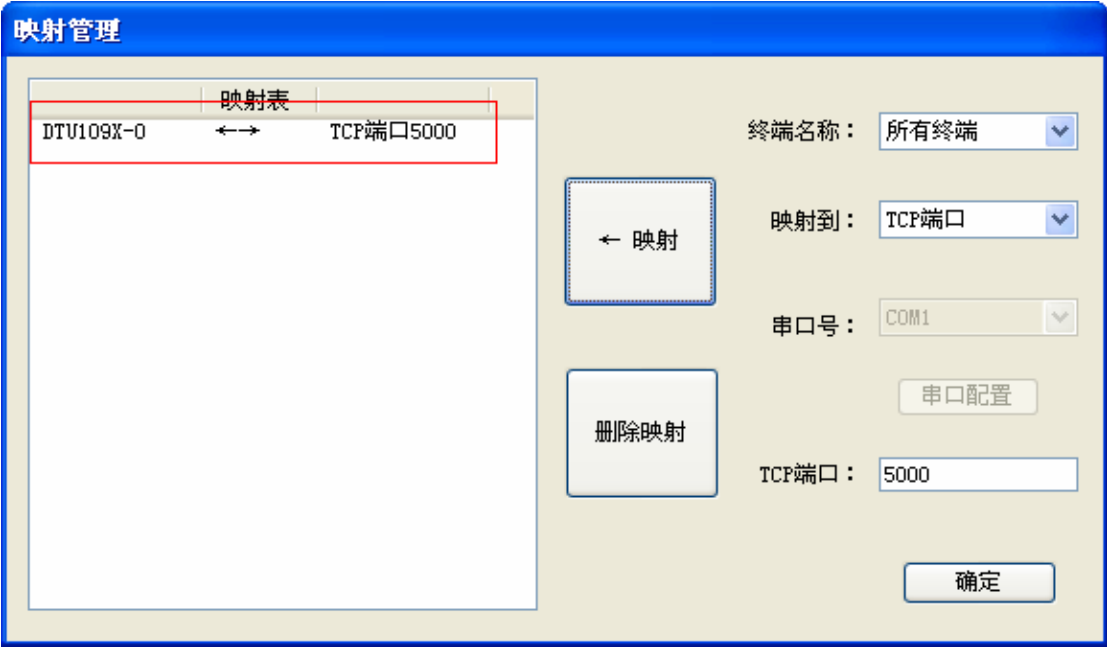 映射管理
映射表
DTU109X-0 ←→ TCP端口5000
终端名称： 所有终端
映射到： TCP端口
← 映射
串口号： COM1
串口配置
删除映射
TCP端口： 5000
确定